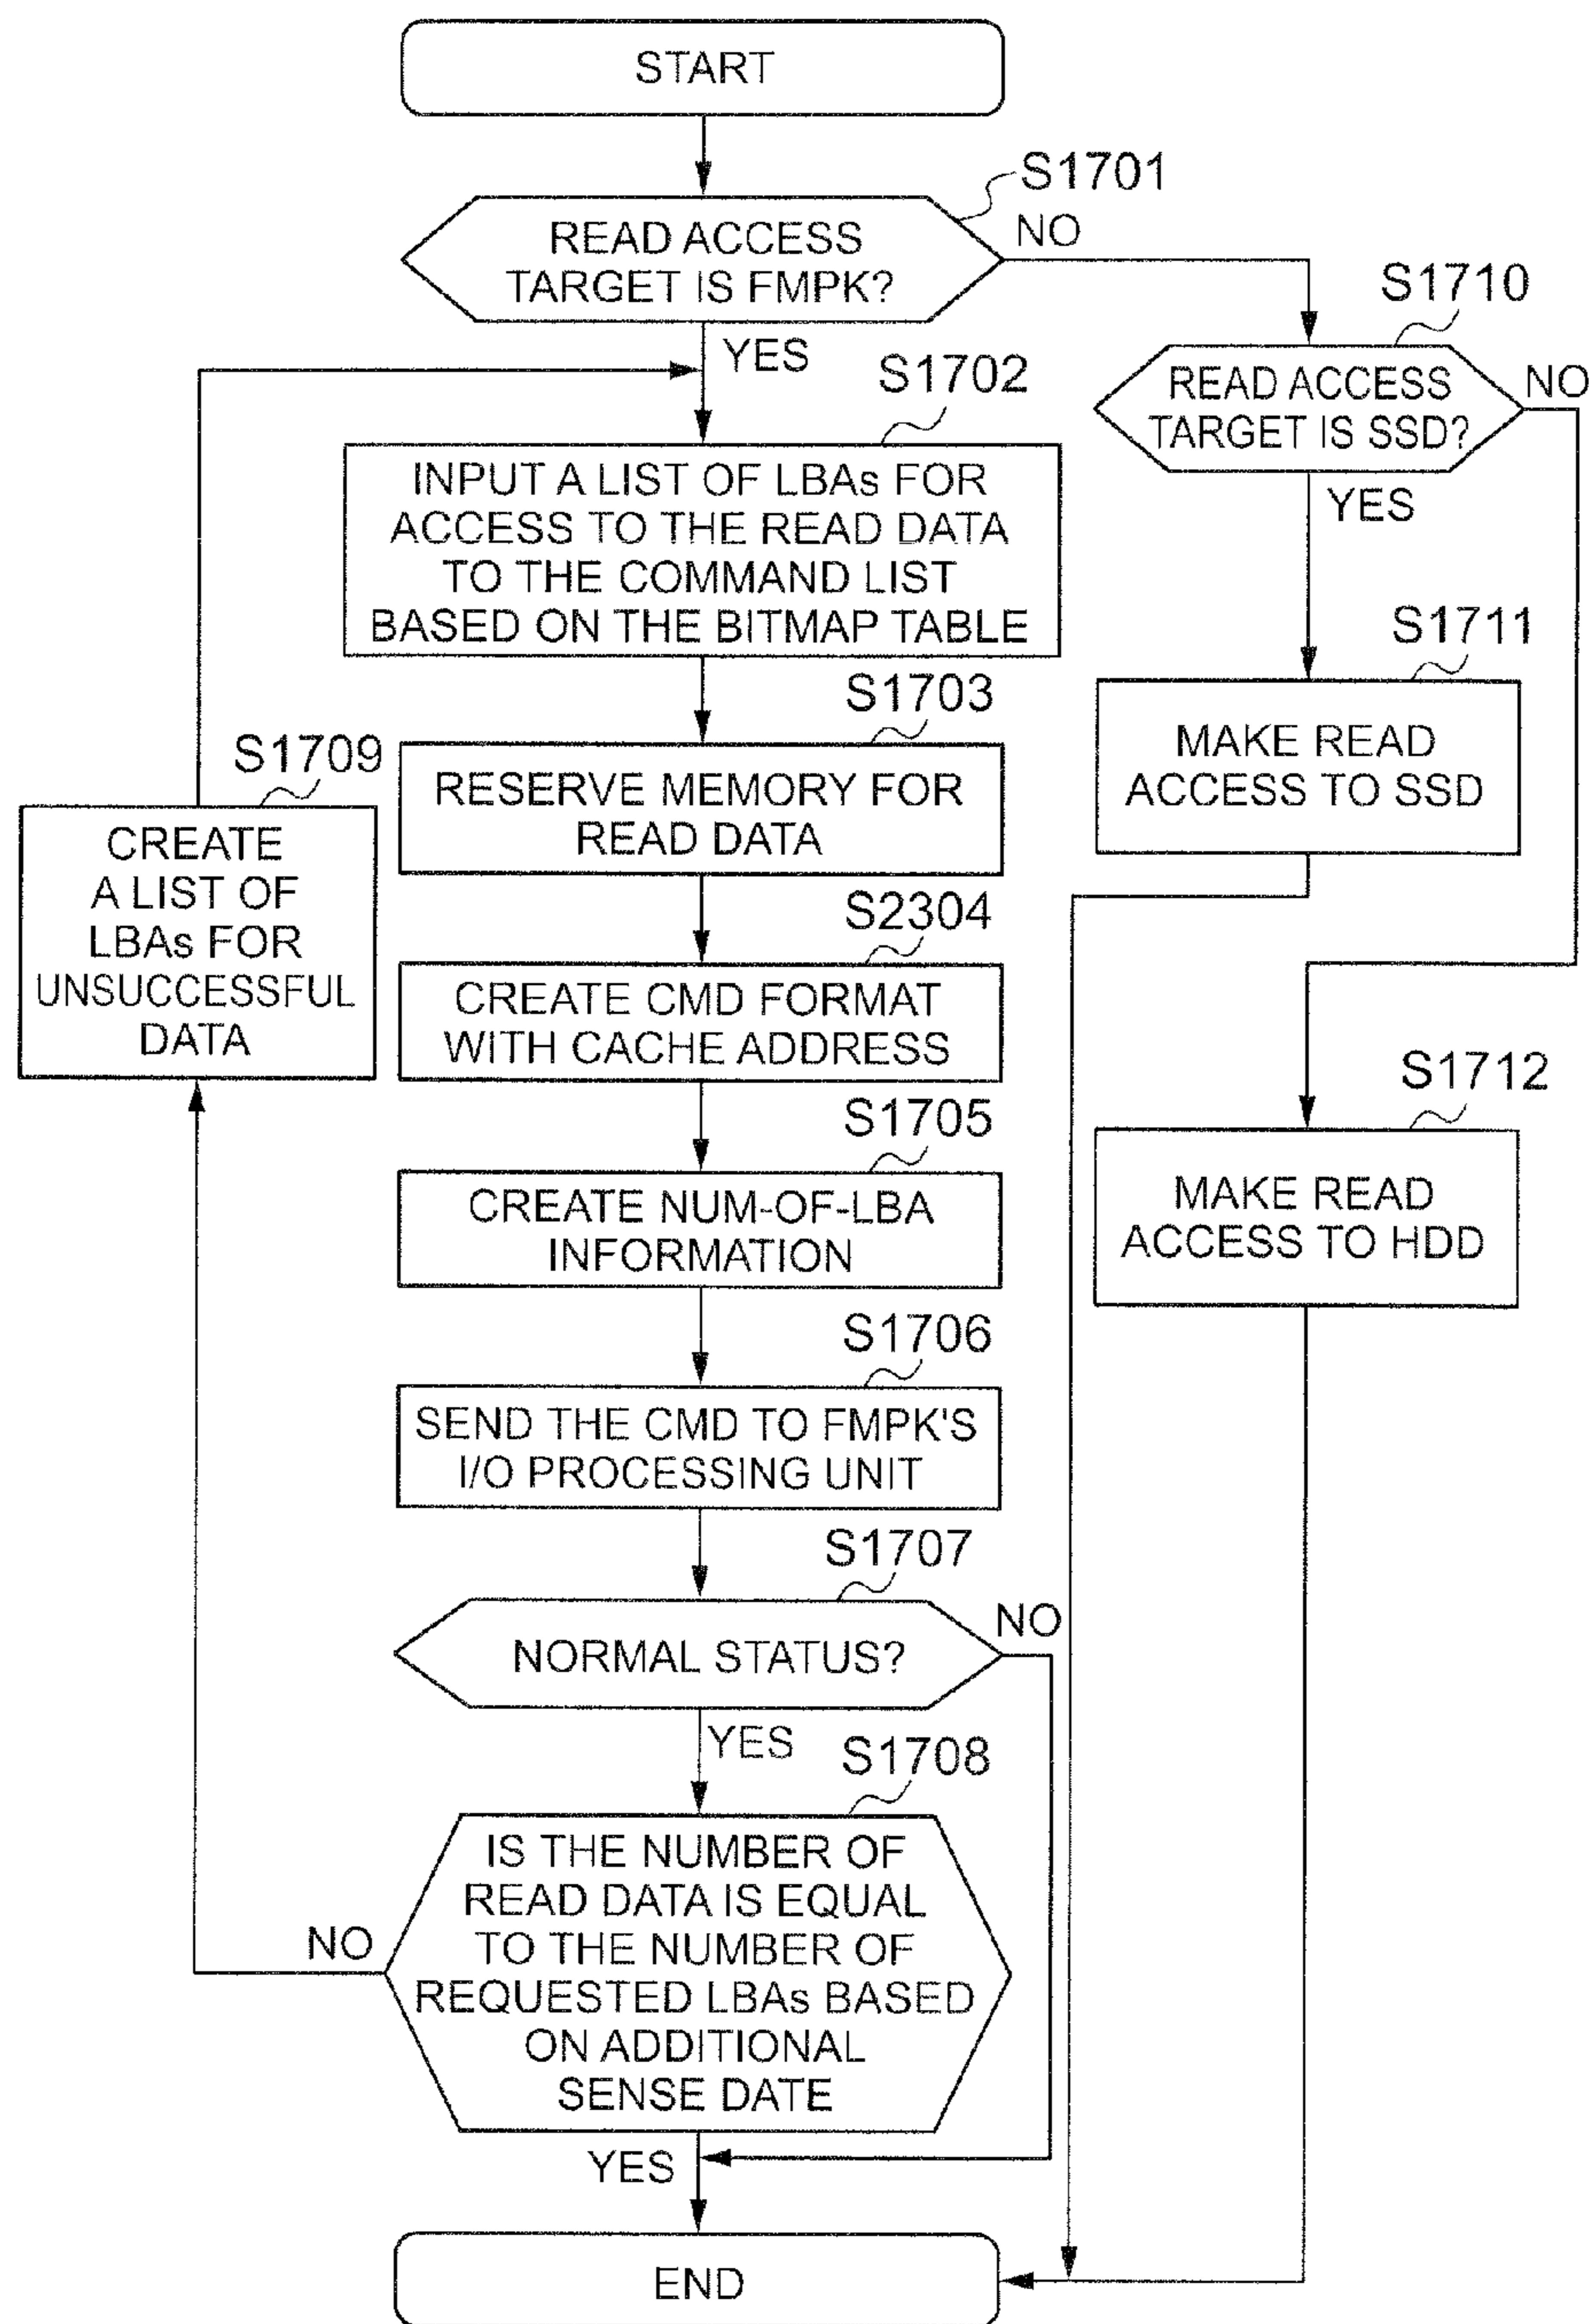 START
S1701
READ ACCESS
TARGET IS FMPK?
NO
YES
S1710
READ ACCESS
TARGET IS SSD?
NO
YES
S1702
INPUT A LIST OF LBAs FOR
ACCESS TO THE READ DATA
TO THE COMMAND LIST
BASED ON THE BITMAP TABLE
S1711
MAKE READ
ACCESS TO SSD
S1703
RESERVE MEMORY FOR
READ DATA
S1709
CREATE
A LIST OF
LBAs FOR
UNSUCCESSFUL
DATA
S2304
CREATE CMD FORMAT
WITH CACHE ADDRESS
S1712
MAKE READ
ACCESS TO HDD
S1705
CREATE NUM-OF-LBA
INFORMATION
S1706
SEND THE CMD TO FMPK'S
I/O PROCESSING UNIT
S1707
NORMAL STATUS?
NO
YES
S1708
IS THE NUMBER OF
READ DATA IS EQUAL
TO THE NUMBER OF
REQUESTED LBAs BASED
ON ADDITIONAL
SENSE DATE
NO
YES
END